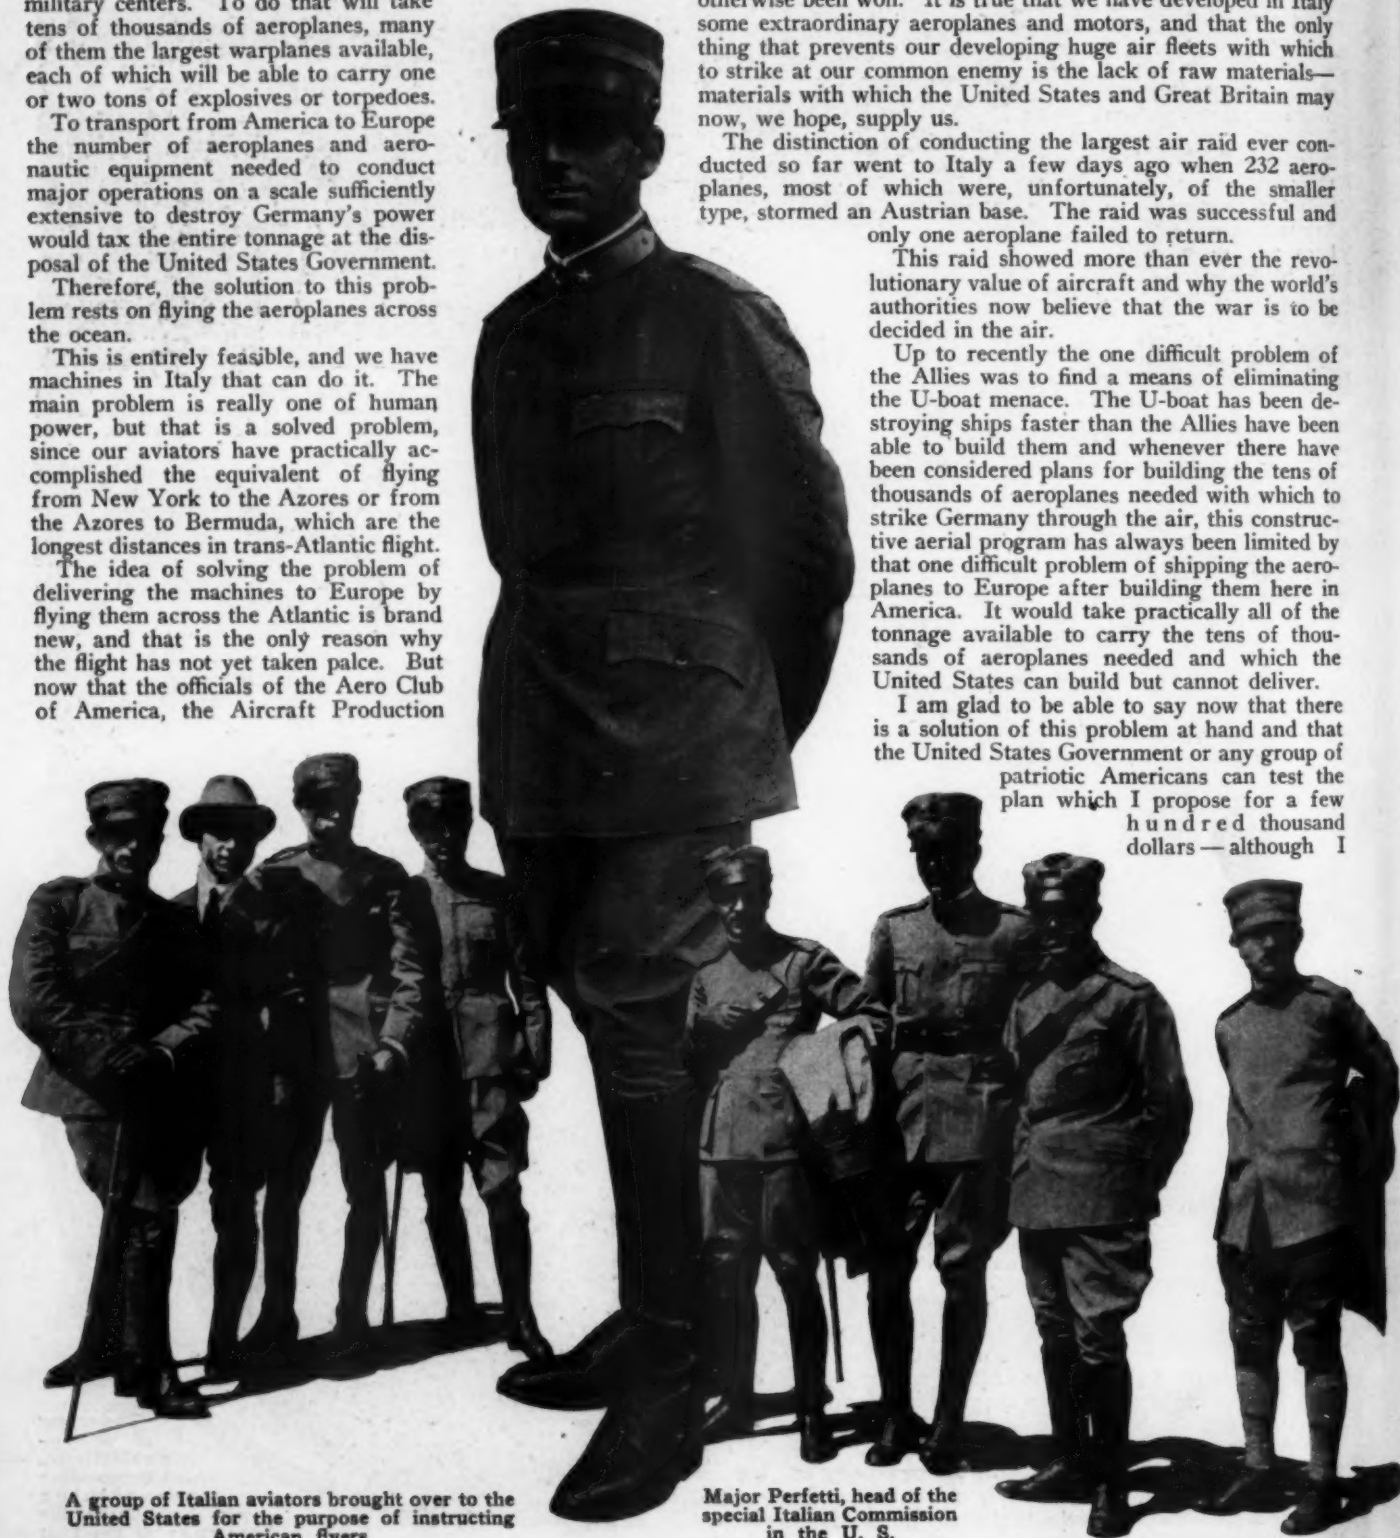 military centers. To do that will take
tens of thousands of aeroplanes, many
of them the largest warplanes available,
each of which will be able to carry one
or two tons of explosives or torpedoes.
To transport from America to Europe
the number of aeroplanes and aero-
nautic equipment needed to conduct
major operations on a scale sufficiently
extensive to destroy Germany's power
would tax the entire tonnage at the dis-
posal of the United States Government.
Therefore, the solution to this prob-
lem rests on flying the aeroplanes across
the ocean.
This is entirely feasible, and we have
machines in Italy that can do it. The
main problem is really one of human
power, but that is a solved problem,
since our aviators have practically ac-
complished the equivalent of flying
from New York to the Azores or from
the Azores to Bermuda, which are the
longest distances in trans-Atlantic flight.
The idea of solving the problem of
delivering the machines to Europe by
flying them across the Atlantic is brand
new, and that is the only reason why
the flight has not yet taken palce. But
now that the officials of the Aero Club
of America, the Aircraft Production
otherwise been won. It is true that we have developed in Italy
some extraordinary aeroplanes and motors, and that the only
thing that prevents our developing huge air fleets with which
to strike at our common enemy is the lack of raw materials—
materials with which the United States and Great Britain may
now, we hope, supply us.
The distinction of conducting the largest air raid ever con-
ducted so far went to Italy a few days ago when 232 aero-
planes, most of which were, unfortunately, of the smaller
type, stormed an Austrian base. The raid was successful and
only one aeroplane failed to return.
This raid showed more than ever the revo-
lutionary value of aircraft and why the world's
authorities now believe that the war is to be
decided in the air.
Up to recently the one difficult problem of
the Allies was to find a means of eliminating
the U-boat menace. The U-boat has been de-
stroying ships faster than the Allies have been
able to build them and whenever there have
been considered plans for building the tens of
thousands of aeroplanes needed with which to
strike Germany through the air, this construc-
tive aerial program has always been limited by
that one difficult problem of shipping the aero-
planes to Europe after building them here in
America. It would take practically all of the
tonnage available to carry the tens of thou-
sands of aeroplanes needed and which the
United States can build but cannot deliver.
I am glad to be able to say now that there
is a solution of this problem at hand and that
the United States Government or any group of
patriotic Americans can test the
plan which I propose for a few
hundred thousand
dollars—although I
A group of Italian aviators brought over to the
United States for the purpose of instructing
American flyers
Major Perfetti, head of the
special Italian Commission
in the U. S.